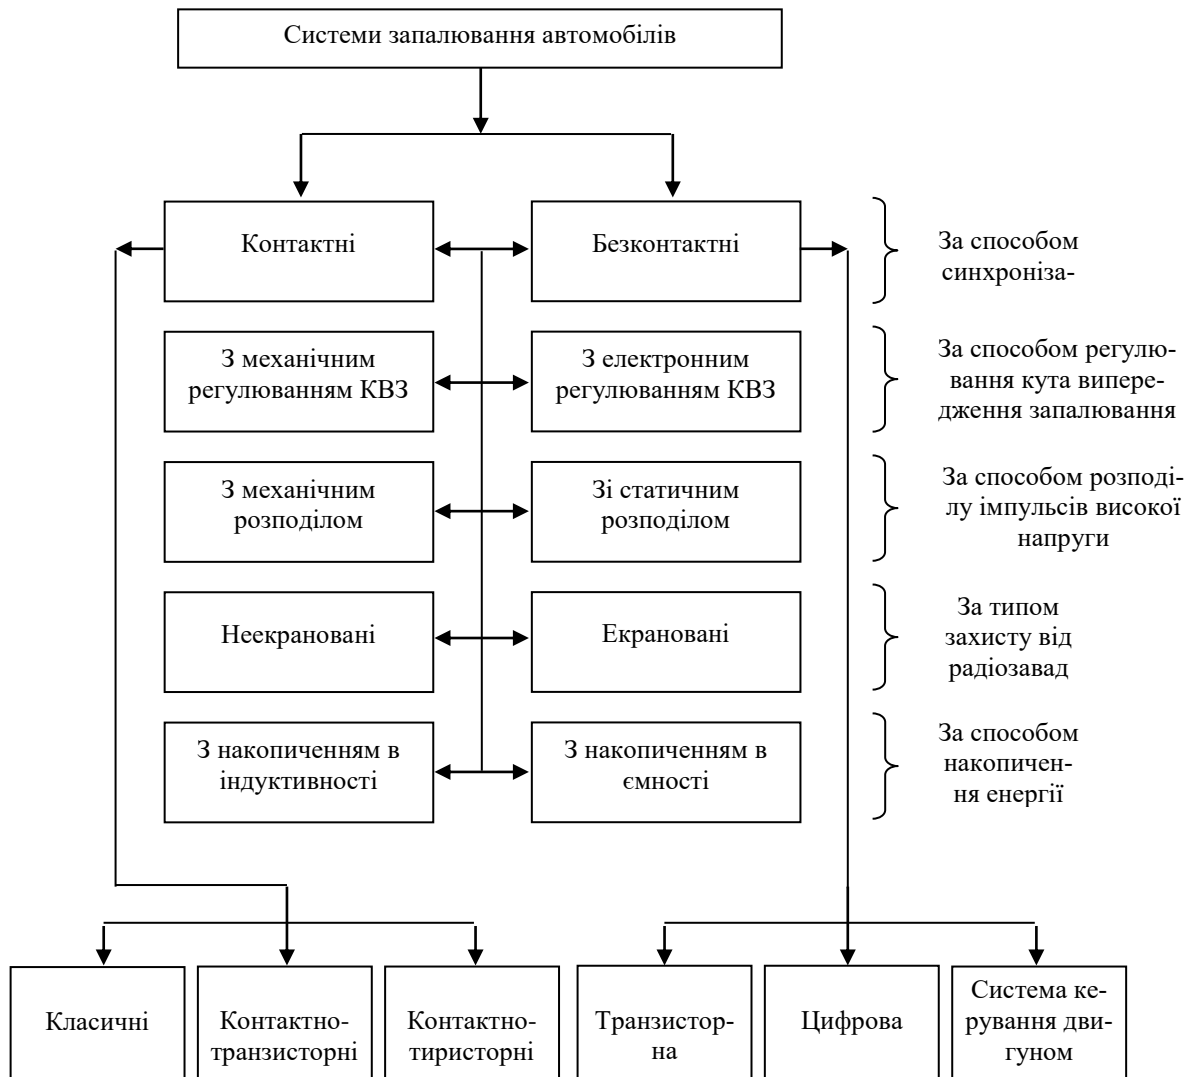 Системи запалювання автомобілів
Контактні
Безконтактні
За способом
синхроніза-
З механічним
регулюванням КВЗ
З електронним
регулюванням КВЗ
За способом регулю-
вання кута випере-
дження запалювання
З механічним
розподілом
Зі статичним
розподілом
За способом розподі-
лу імпульсів високої
напруги
Неекрановані
Екрановані
За типом
захисту від
радіозавад
З накопиченням в
індуктивності
З накопиченням в
ємності
За способом
накопичен-
ня енергії
Класичні
Контактно-
транзисторні
Контактно-
тиристорні
Транзистор-
на
Цифрова
Система ке-
рування дви-
гуном